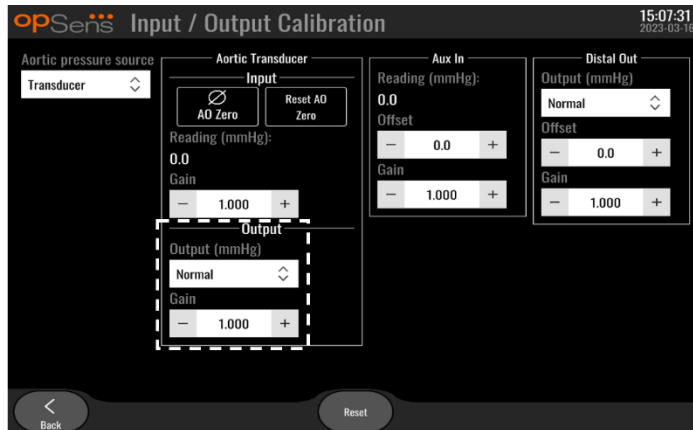 opSens Input / Output Calibration
15:07:31
2023-03-16
Aortic pressure source
Transducer
Aortic Transducer
Input
AO Zero
Reset AO
Zero
Reading (mmHg):
0.0
Gain
− 1.000 +
Output
Output (mmHg)
Normal
Gain
− 1.000 +
Aux In
Reading (mmHg):
0.0
Offset
− 0.0 +
Gain
− 1.000 +
Distal Out
Output (mmHg)
Normal
Offset
− 0.0 +
Gain
− 1.000 +
Back
Reset